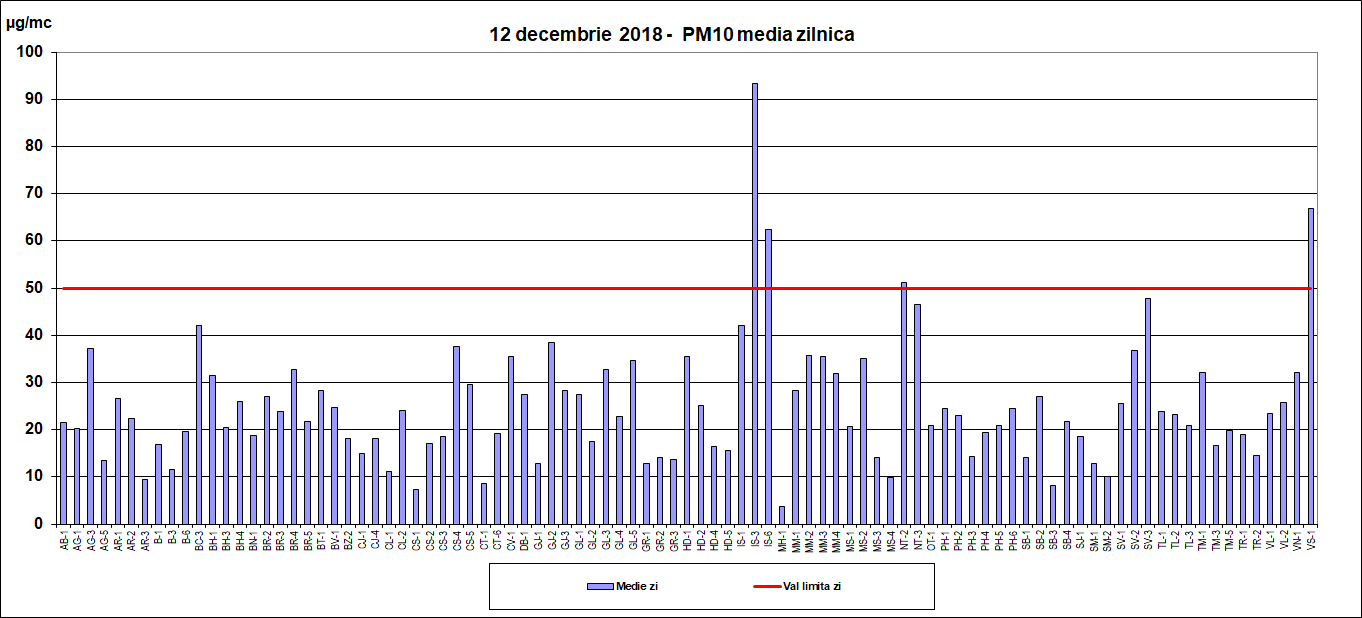 µg/mc
12 decembrie 2018 - PM10 media zilnica
100
90
80
70
60
50
40
30
20
10
0
AB-1 AG-1 AG-3 AG-5 AR-1 AR-2 AR-3 B-1 B-3 B-6 BC-3 BH-1 BH-3 BH-4 BN-1 BR-2 BR-3 BR-4 BR-5 BT-1 BV-1 BZ-2 CJ-1 CJ-4 CL-1 CL-2 CS-1 CS-2 CS-3 CS-4 CS-5 CT-1 CT-6 CV-1 DB-1 GJ-1 GJ-2 GJ-3 GL-1 GL-2 GL-3 GL-4 GL-5 GR-1 GR-2 GR-3 HD-1 HD-2 HD-4 HD-5 IS-1 IS-3 IS-6 MH-1 MM-1 MM-2 MM-3 MM-4 MS-1 MS-2 MS-3 MS-4 NT-2 NT-3 OT-1 PH-1 PH-2 PH-3 PH-4 PH-5 PH-6 SB-1 SB-2 SB-3 SB-4 SJ-1 SM-1 SM-2 SV-1 SV-2 SV-3 TL-1 TL-2 TL-3 TM-1 TM-3 TM-5 TR-1 TR-2 VL-1 VL-2 VN-1 VS-1
Medie zi
Val limita zi